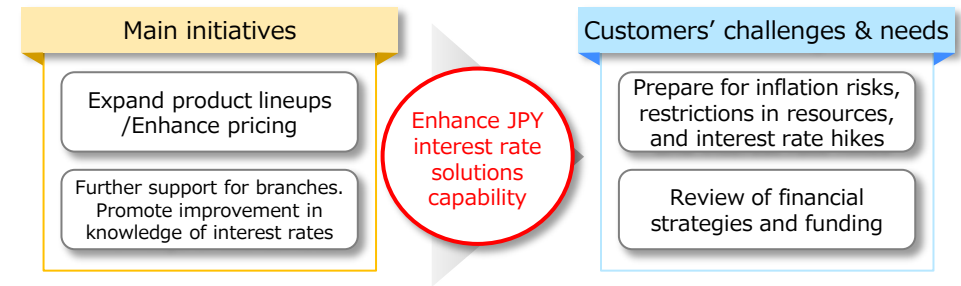 Main initiatives
Expand product lineups
/Enhance pricing
Further support for branches.
Promote improvement in
knowledge of interest rates
Enhance JPY
interest rate
solutions
capability
Customers’ challenges & needs
Prepare for inflation risks,
restrictions in resources,
and interest rate hikes
Review of financial
strategies and funding